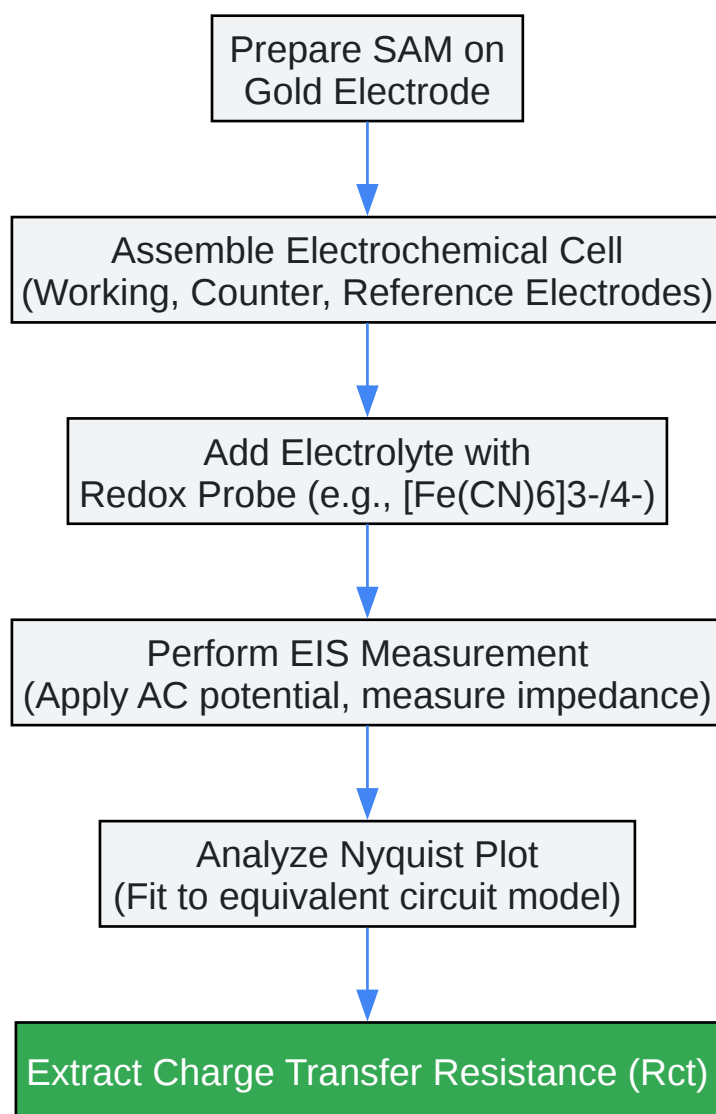 Prepare SAM on
Gold Electrode
Assemble Electrochemical Cell
(Working, Counter, Reference Electrodes)
Add Electrolyte with
Redox Probe (e.g., [Fe(CN)6]3-/4-)
Perform EIS Measurement
(Apply AC potential, measure impedance)
Analyze Nyquist Plot
(Fit to equivalent circuit model)
Extract Charge Transfer Resistance (Rct)